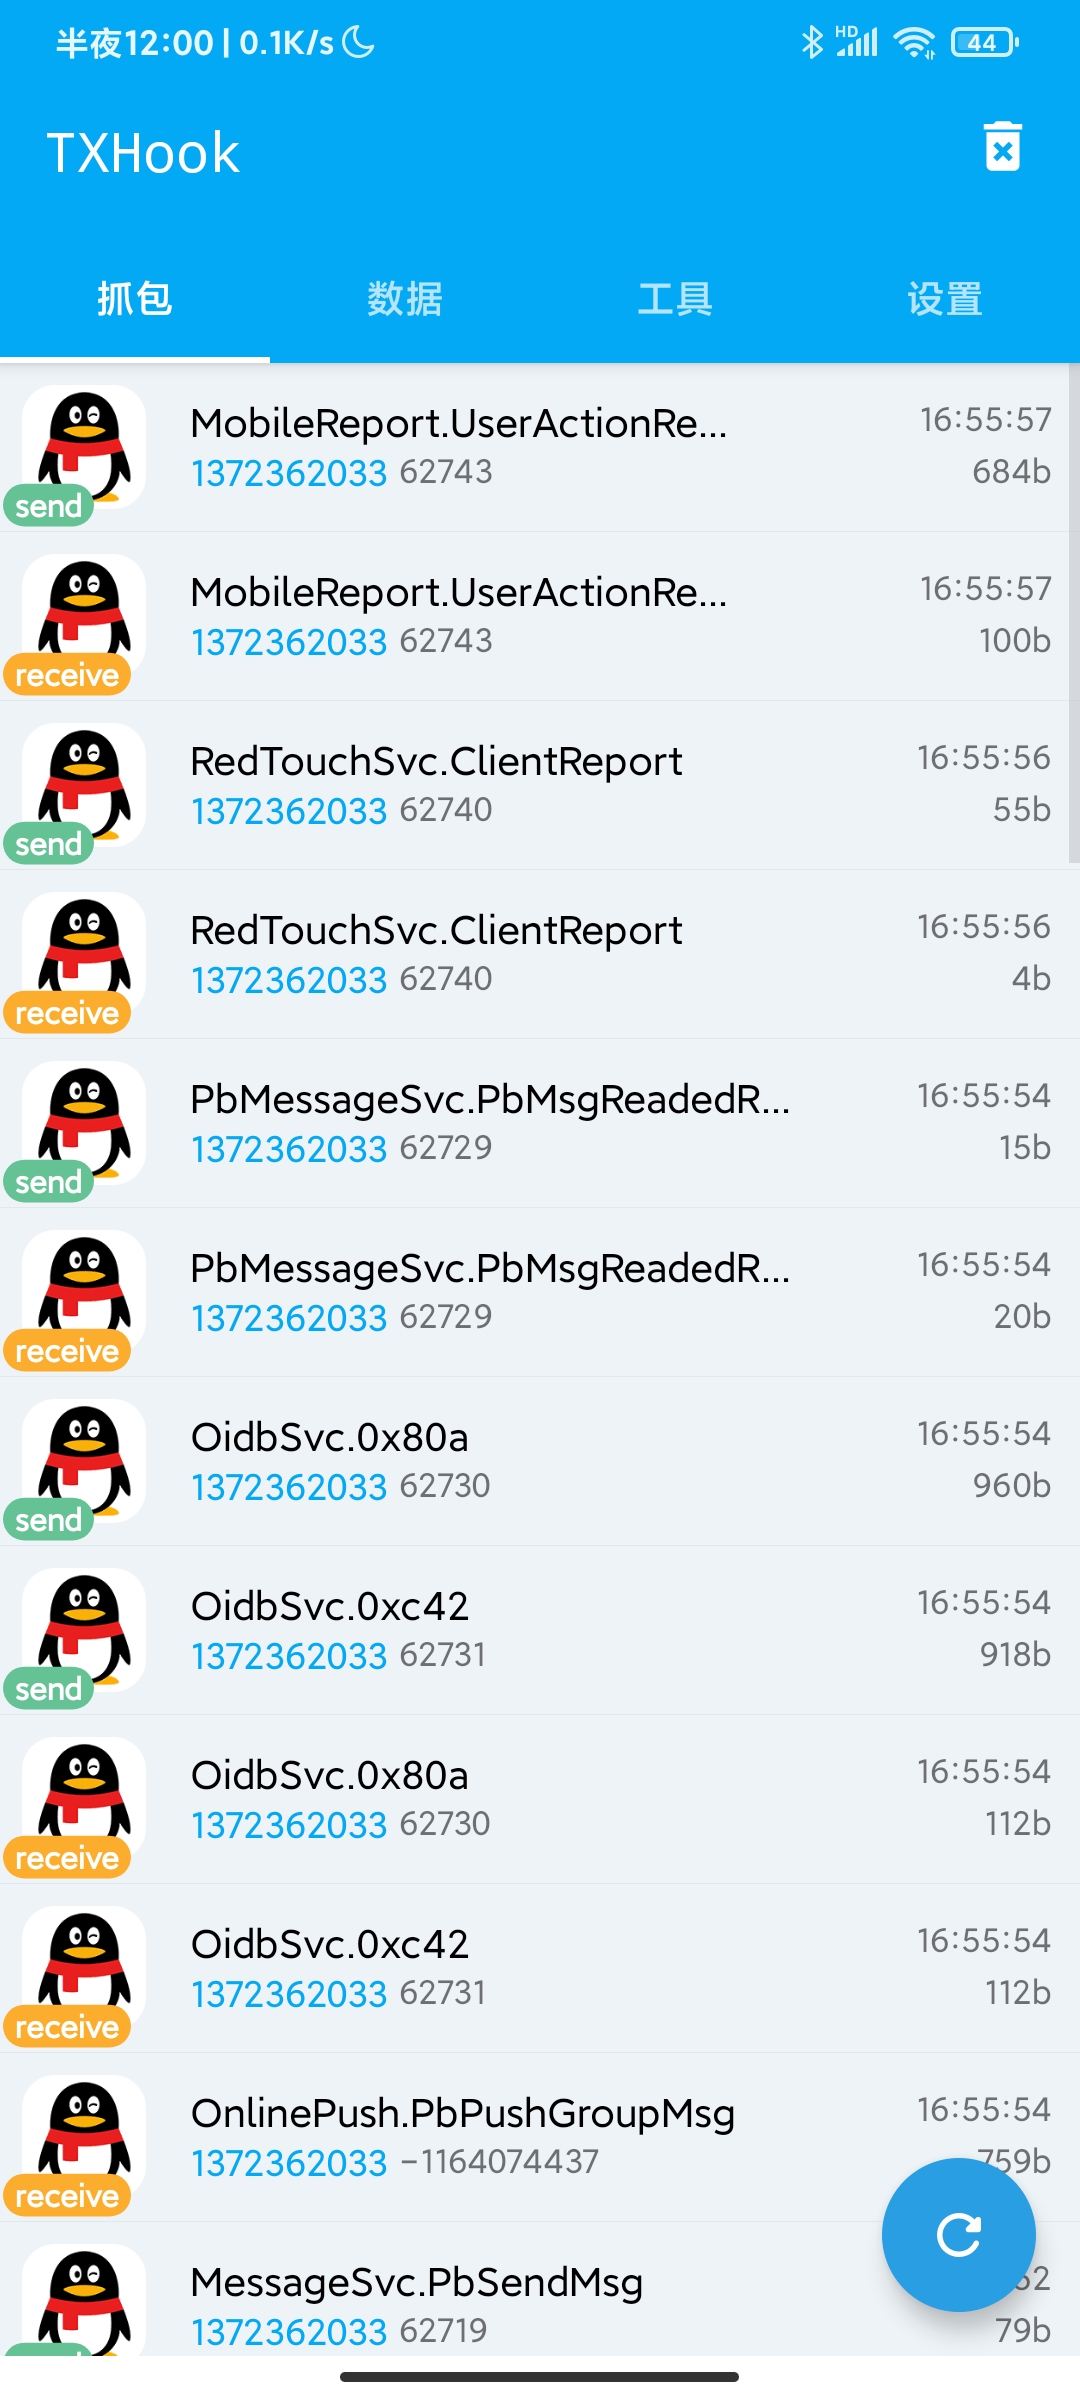 半夜12:00 | 0.1K/s HD 44
TXHook
抓包 数据 工具 设置
MobileReport.UserActionRe... 16:55:57
1372362033 62743 684b
send
MobileReport.UserActionRe... 16:55:57
1372362033 62743 100b
receive
RedTouchSvc.ClientReport 16:55:56
1372362033 62740 55b
send
RedTouchSvc.ClientReport 16:55:56
1372362033 62740 4b
receive
PbMessageSvc.PbMsgReadedR... 16:55:54
1372362033 62729 15b
send
PbMessageSvc.PbMsgReadedR... 16:55:54
1372362033 62729 20b
receive
OidbSvc.0x80a 16:55:54
1372362033 62730 960b
send
OidbSvc.0xc42 16:55:54
1372362033 62731 918b
send
OidbSvc.0x80a 16:55:54
1372362033 62730 112b
receive
OidbSvc.0xc42 16:55:54
1372362033 62731 112b
receive
OnlinePush.PbPushGroupMsg 16:55:54
1372362033 -1164074437 759b
receive
MessageSvc.PbSendMsg
1372362033 62719 79b